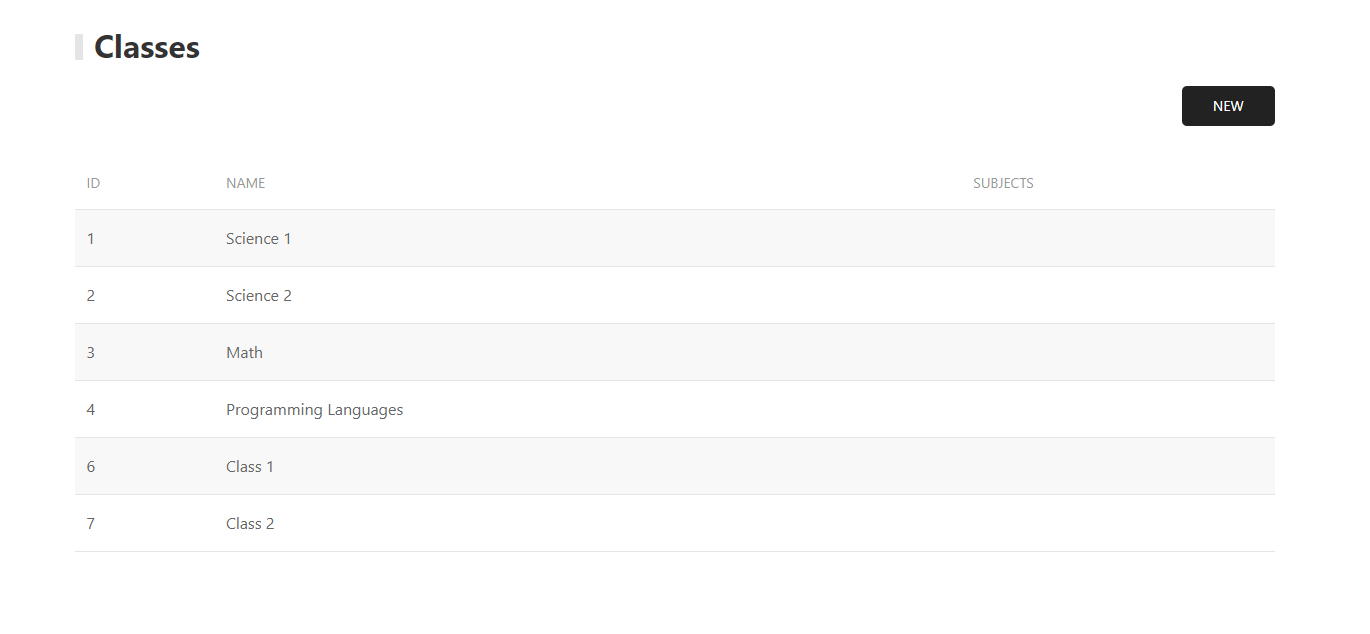 Classes
NEW
ID NAME SUBJECTS
1 Science 1
2 Science 2
3 Math
4 Programming Languages
6 Class 1
7 Class 2